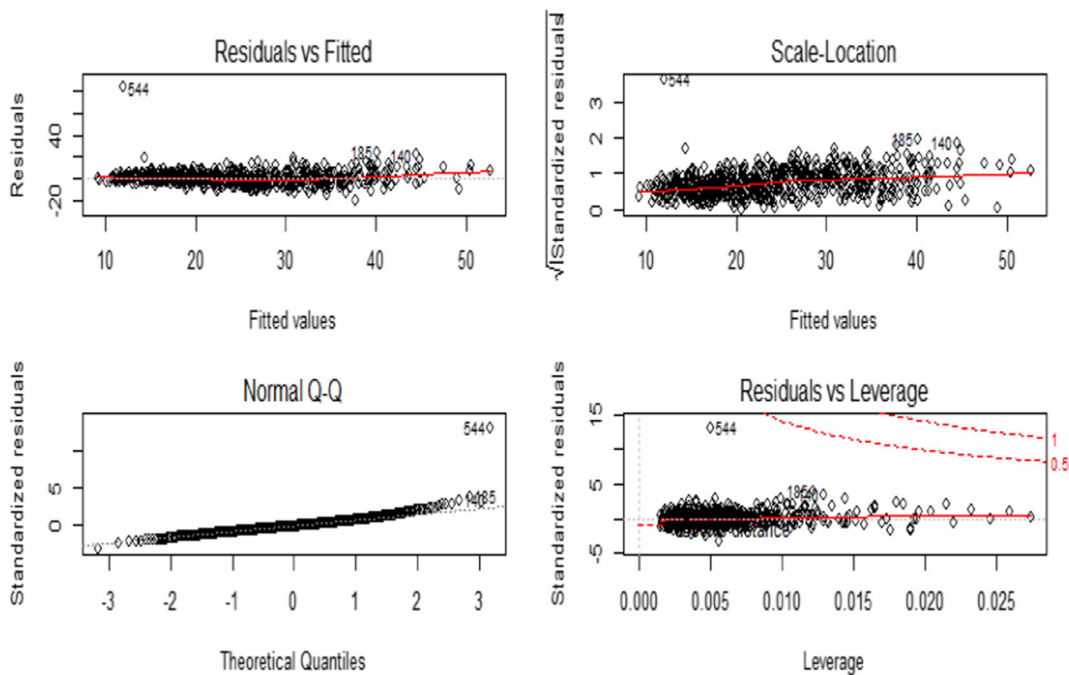 Residuals vs Fitted
Residuals
40
-20
544
185
140
10 20 30 40 50
Fitted values
Scale-Location
√|Standardized residuals|
3
2
1
0
544
185
140
10 20 30 40 50
Fitted values
Normal Q-Q
Standardized residuals
5
0
544
185
-3 -2 -1 0 1 2 3
Theoretical Quantiles
Residuals vs Leverage
Standardized residuals
15
5
-5
544
185
1
0.5
distance
0.000 0.005 0.010 0.015 0.020 0.025
Leverage